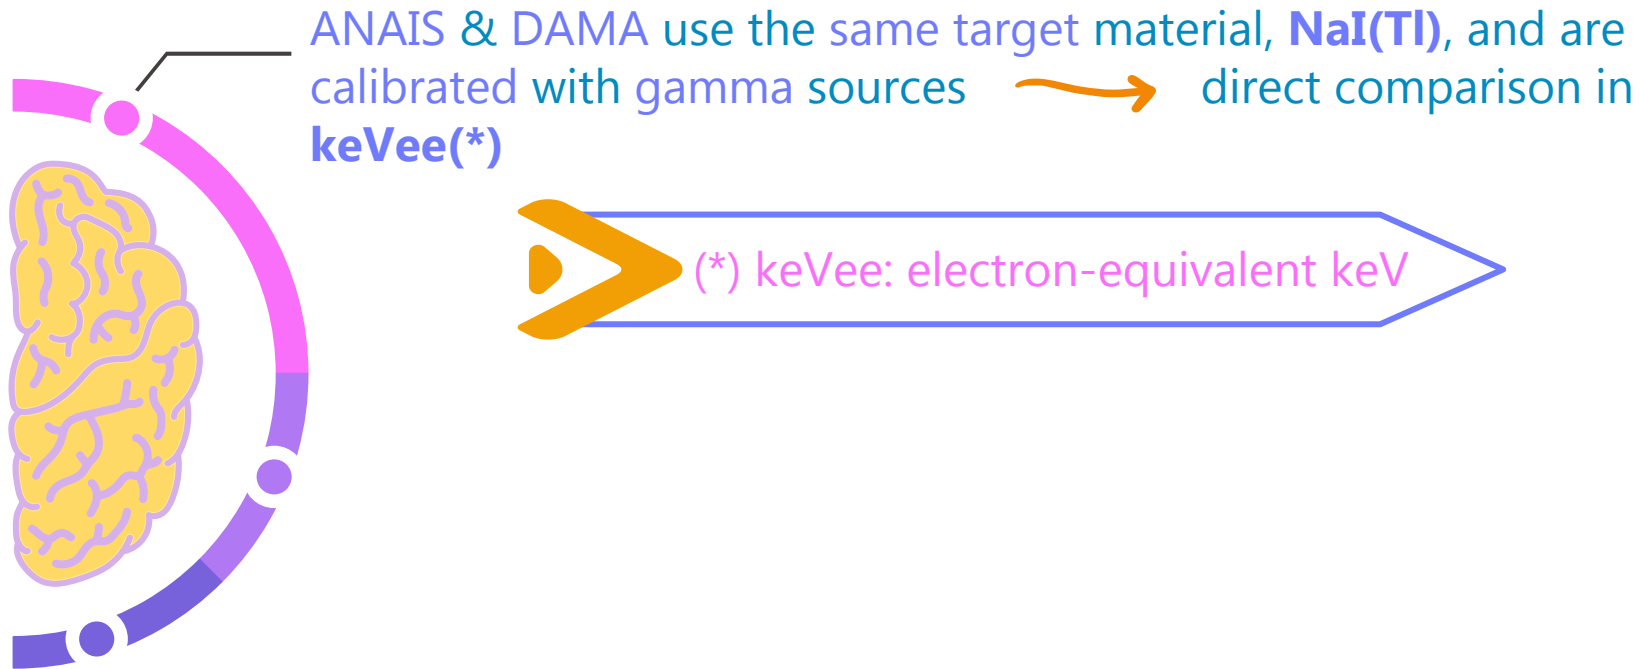 ANAIS & DAMA use the same target material, NaI(Tl), and are
calibrated with gamma sources direct comparison in
keVee(*)
(*) keVee: electron-equivalent keV